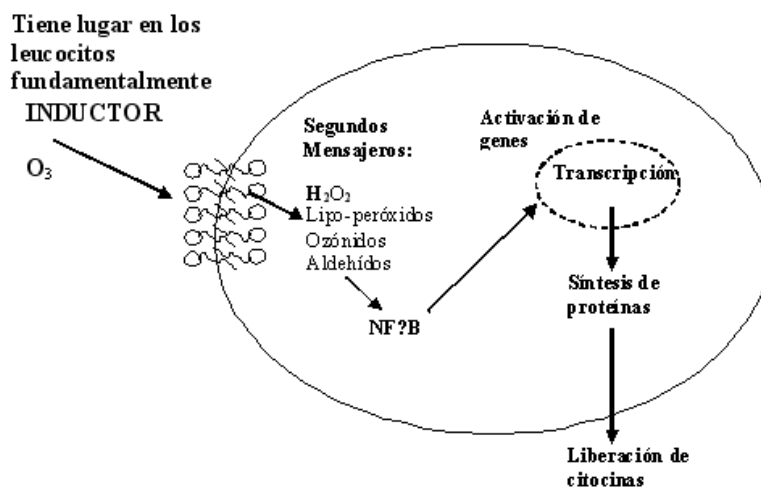 Tiene lugar en los
leucocitos
fundamentalmente
INDUCTOR
O₃
Segundos
Mensajeros:
H₂O₂
Lipo-peróxidos
Ozónidos
Aldehídos
NF?B
Activación de
genes
Transcripción
Síntesis de
proteínas
Liberación de
citocinas